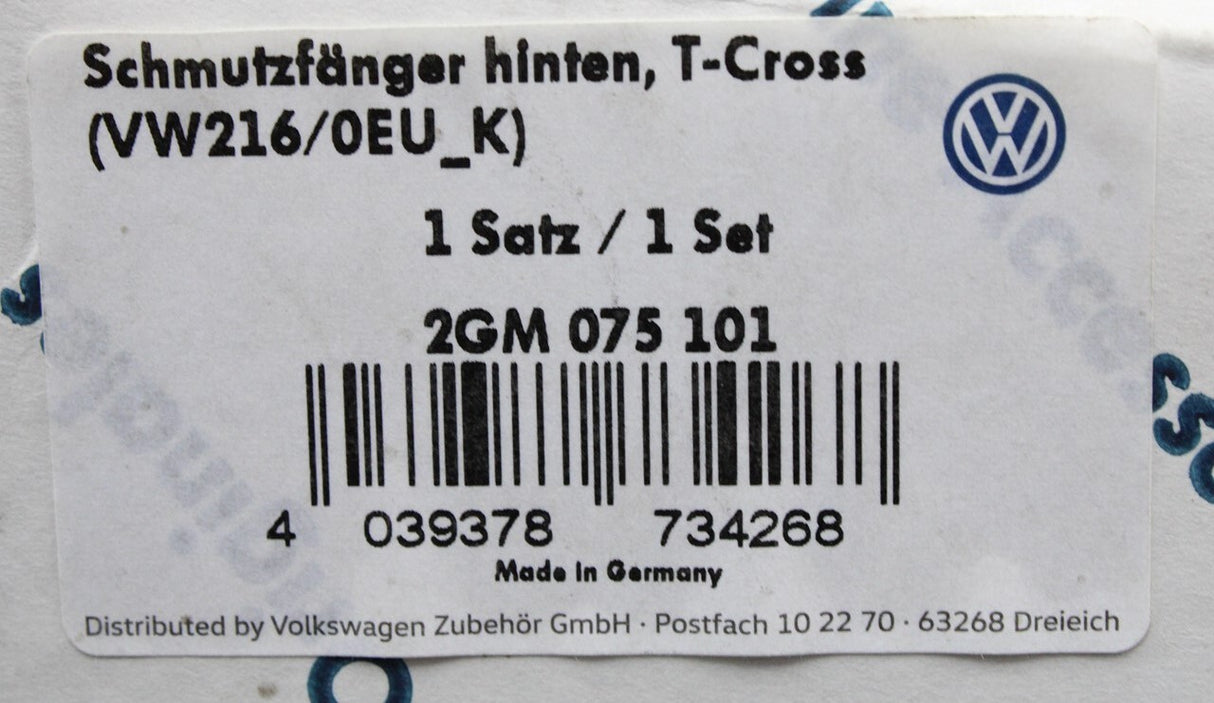 Schmutzfänger hinten, T-Cross
(VW216/0EU_K)
1 Satz / 1 Set
2GM 075 101
4 039378 734268
Made in Germany
Distributed by Volkswagen Zubehör GmbH · Postfach 10 22 70 · 63268 Dreieich